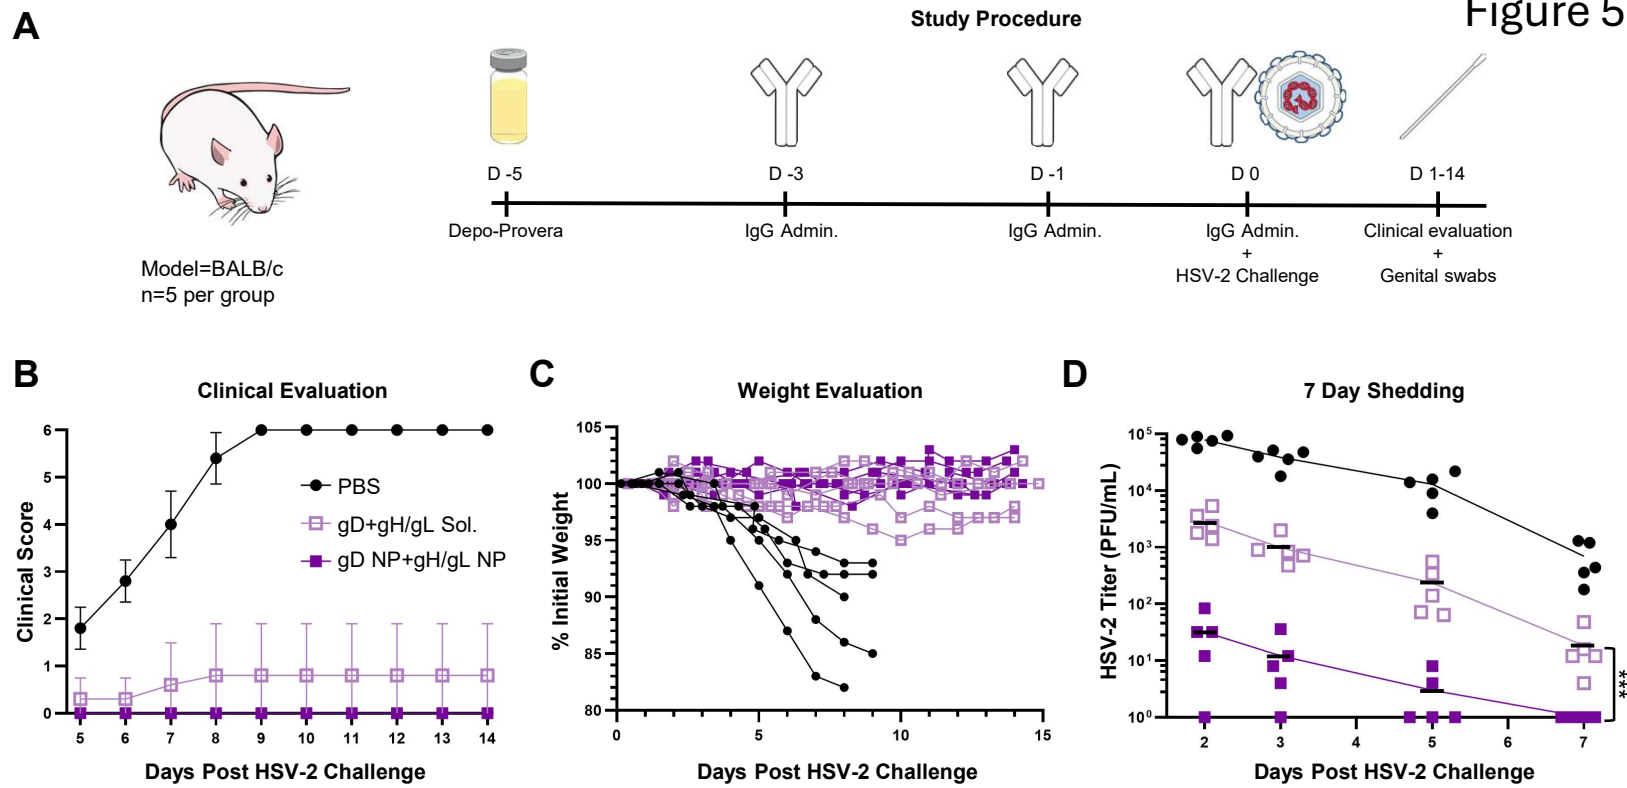 Figure 5
A
Study Procedure
D -5
D -3
D -1
D 0
D 1-14
Depo-Provera
IgG Admin.
IgG Admin.
IgG Admin.
+
HSV-2 Challenge
Clinical evaluation
+
Genital swabs
Model=BALB/c
n=5 per group
B
Clinical Evaluation
Clinical Score
6
5
4
3
2
1
0
PBS
gD+gH/gL Sol.
gD NP+gH/gL NP
5 6 7 8 9 10 11 12 13 14
Days Post HSV-2 Challenge
C
Weight Evaluation
% Initial Weight
105
100
95
90
85
80
0 5 10 15
Days Post HSV-2 Challenge
D
7 Day Shedding
HSV-2 Titer (PFU/mL)
10⁵
10⁴
10³
10²
10¹
10⁰
***
2 3 4 5 6 7
Days Post HSV-2 Challenge